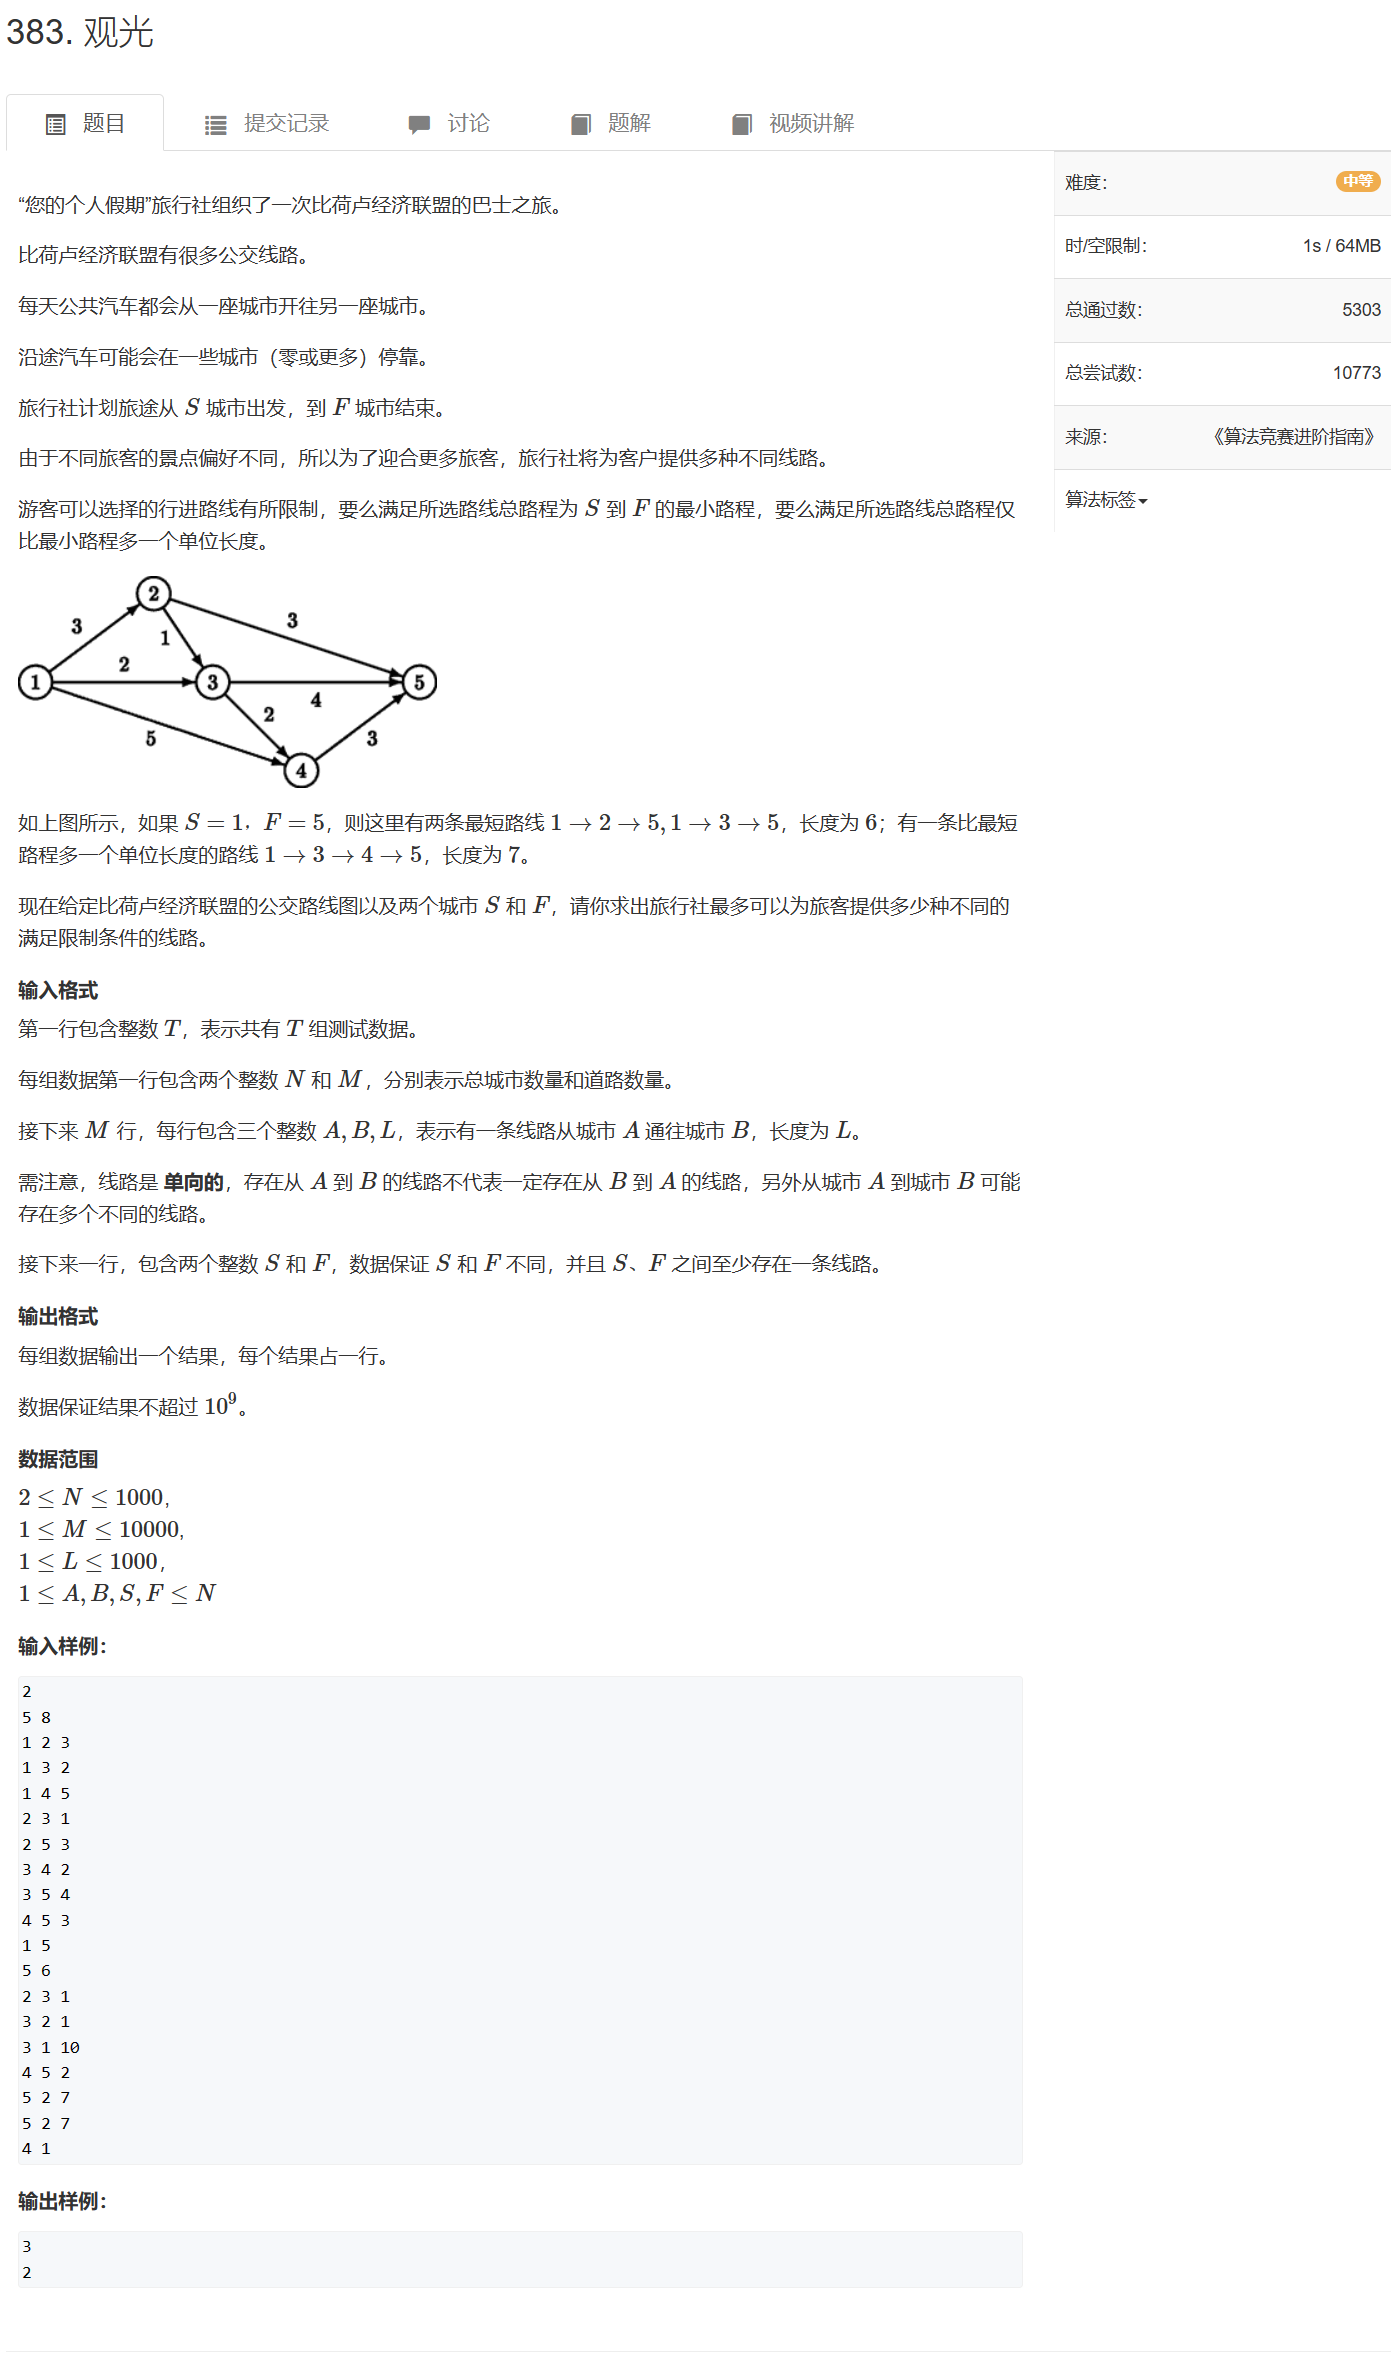 383. 观光
题目 提交记录 讨论 题解 视频讲解
难度： 中等
时/空限制： 1s / 64MB
总通过数： 5303
总尝试数： 10773
来源： 《算法竞赛进阶指南》
算法标签
“您的个人假期”旅行社组织了一次比荷卢经济联盟的巴士之旅。
比荷卢经济联盟有很多公交线路。
每天公共汽车都会从一座城市开往另一座城市。
沿途汽车可能会在一些城市（零或更多）停靠。
旅行社计划旅途从 S 城市出发，到 F 城市结束。
由于不同旅客的景点偏好不同，所以为了迎合更多旅客，旅行社将为客户提供多种不同线路。
游客可以选择的行进路线有所限制，要么满足所选路线总路程为 S 到 F 的最小路程，要么满足所选路线总路程仅
比最小路程多一个单位长度。
2
3
3
1
2
1
3
5
4
2
5
3
4
如上图所示，如果 S = 1，F = 5，则这里有两条最短路线 1 → 2 → 5, 1 → 3 → 5，长度为 6；有一条比最短
路程多一个单位长度的路线 1 → 3 → 4 → 5，长度为 7。
现在给定比荷卢经济联盟的公交路线图以及两个城市 S 和 F，请你求出旅行社最多可以为旅客提供多少种不同的
满足限制条件的线路。
输入格式
第一行包含整数 T，表示共有 T 组测试数据。
每组数据第一行包含两个整数 N 和 M，分别表示总城市数量和道路数量。
接下来 M 行，每行包含三个整数 A, B, L，表示有一条线路从城市 A 通往城市 B，长度为 L。
需注意，线路是 单向的，存在从 A 到 B 的线路不代表一定存在从 B 到 A 的线路，另外从城市 A 到城市 B 可能
存在多个不同的线路。
接下来一行，包含两个整数 S 和 F，数据保证 S 和 F 不同，并且 S、F 之间至少存在一条线路。
输出格式
每组数据输出一个结果，每个结果占一行。
数据保证结果不超过 10⁹。
数据范围
2 ≤ N ≤ 1000,
1 ≤ M ≤ 10000,
1 ≤ L ≤ 1000,
1 ≤ A, B, S, F ≤ N
输入样例：
2
5 8
1 2 3
1 3 2
1 4 5
2 3 1
2 5 3
3 4 2
3 5 4
4 5 3
1 5
5 6
2 3 1
3 2 1
3 1 10
4 5 2
5 2 7
5 2 7
4 1
输出样例：
3
2